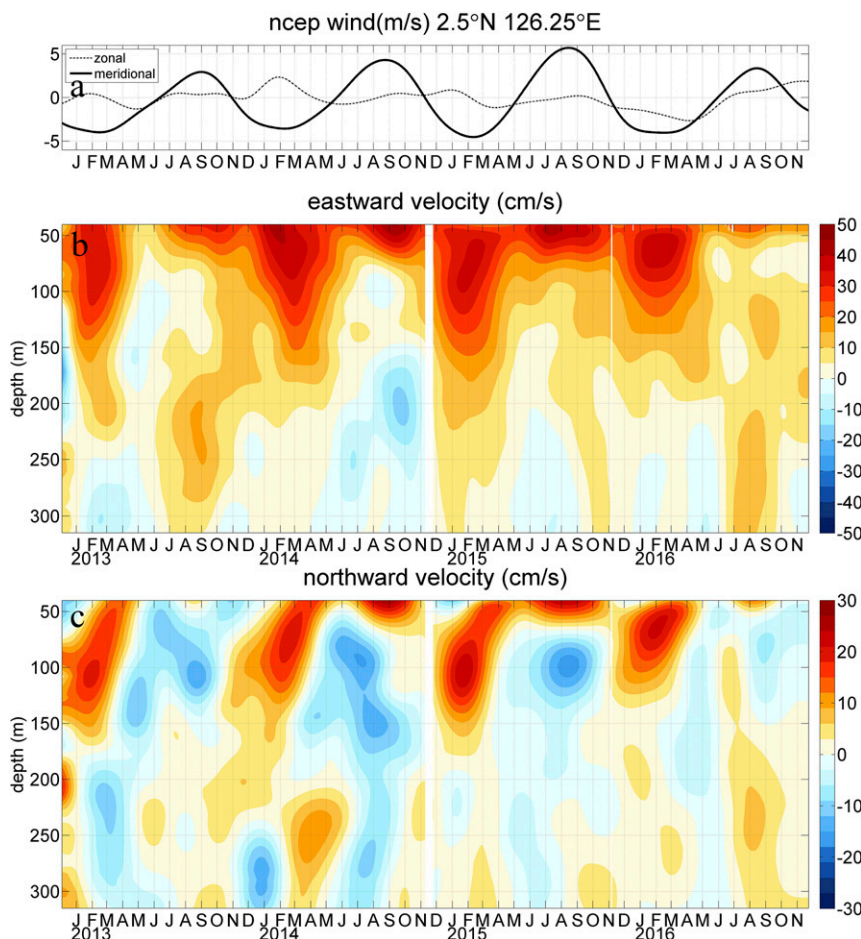 ncep wind(m/s) 2.5°N 126.25°E
5
0
-5
zonal
meridional
a
J F M A M J J A S O N D J F M A M J J A S O N D J F M A M J J A S O N D J F M A M J J A S O N
eastward velocity (cm/s)
b
depth (m)
50
100
150
200
250
300
50
40
30
20
10
0
-10
-20
-30
-40
-50
J F M A M J J A S O N D J F M A M J J A S O N D J F M A M J J A S O N D J F M A M J J A S O N
2013 2014 2015 2016
northward velocity (cm/s)
c
depth (m)
50
100
150
200
250
300
30
20
10
0
-10
-20
-30
J F M A M J J A S O N D J F M A M J J A S O N D J F M A M J J A S O N D J F M A M J J A S O N
2013 2014 2015 2016